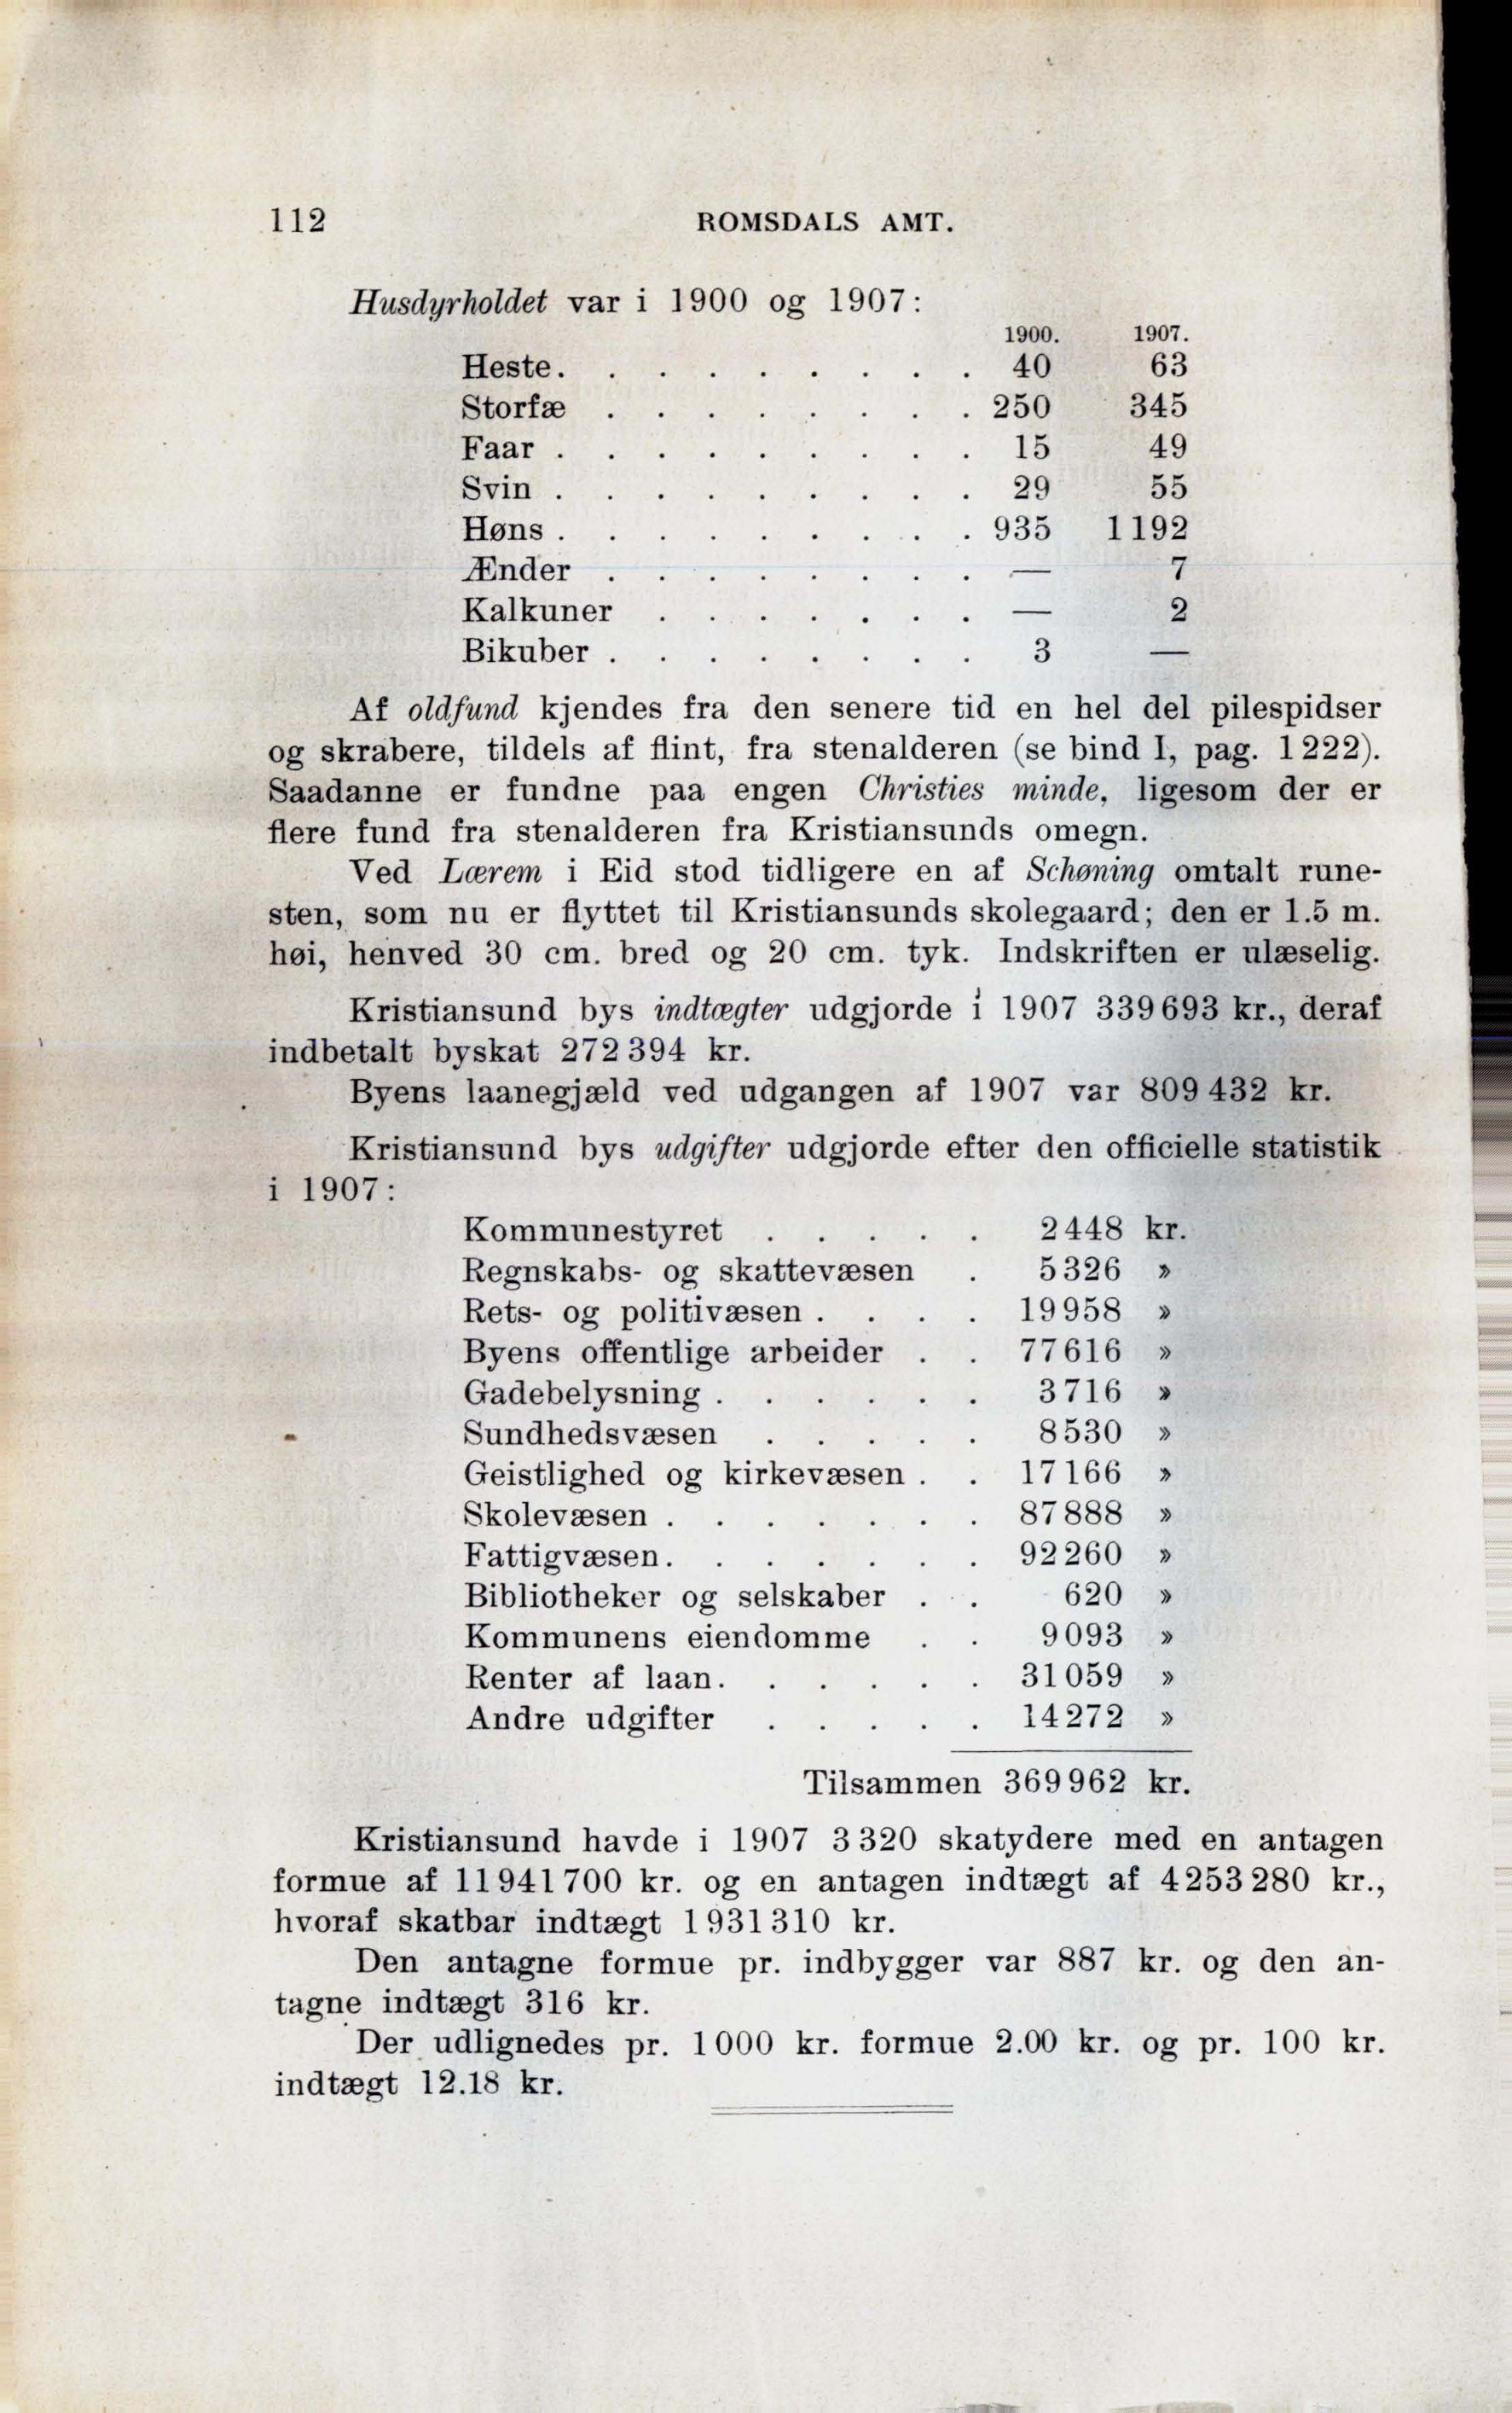 112 ROMSDALS AMT.
Husdyrholdet var i 1900 og 1907:
1900. 1907.
Heste . . . . . . . . . 40 63
Storfæ . . . . . . . . 250 345
Faar . . . . . . . . . 15 49
Svin . . . . . . . . . 29 55
Høns . . . . . . . . . 935 1192
Ænder . . . . . . . . — 7
Kalkuner . . . . . . . — 2
Bikuber . . . . . . . . 3 —
Af oldfund kjendes fra den senere tid en hel del pilespidser
og skrabere, tildels af flint, fra stenalderen (se bind I, pag. 1222).
Saadanne er fundne paa engen Christies minde, ligesom der er
flere fund fra stenalderen fra Kristiansunds omegn.
Ved Lærem i Eid stod tidligere en af Schøning omtalt rune-
sten, som nu er flyttet til Kristiansunds skolegaard; den er 1.5 m.
høi, henved 30 cm. bred og 20 cm. tyk. Indskriften er ulæselig.
Kristiansund bys indtægter udgjorde i 1907 339693 kr., deraf
indbetalt byskat 272394 kr.
Byens laanegjæld ved udgangen af 1907 var 809432 kr.
Kristiansund bys udgifter udgjorde efter den officielle statistik
i 1907:
Kommunestyret . . . . . 2448 kr.
Regnskabs- og skattevæsen . 5326 »
Rets- og politivæsen . . . . 19958 »
Byens offentlige arbeider . . 77616 »
Gadebelysning . . . . . . 3716 »
Sundhedsvæsen . . . . . 8530 »
Geistlighed og kirkevæsen . . 17166 »
Skolevæsen . . . . . . . 87888 »
Fattigvæsen . . . . . . . 92260 »
Bibliotheker og selskaber . . 620 »
Kommunens eiendomme . . 9093 »
Renter af laan . . . . . . 31059 »
Andre udgifter . . . . . 14272 »
Tilsammen 369962 kr.
Kristiansund havde i 1907 3320 skatydere med en antagen
formue af 11941700 kr. og en antagen indtægt af 4253280 kr.,
hvoraf skatbar indtægt 1931310 kr.
Den antagne formue pr. indbygger var 887 kr. og den an-
tagne indtægt 316 kr.
Der udlignedes pr. 1000 kr. formue 2.00 kr. og pr. 100 kr.
indtægt 12.18 kr.